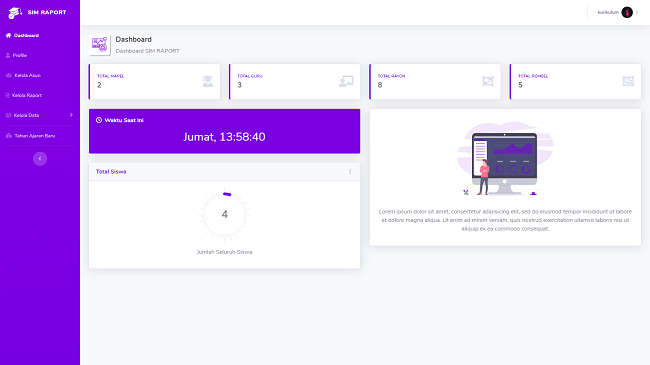 SIM RAPORT
kurikulum
Dashboard
Profile
Kelola Akun
Kelola Raport
Kelola Data
Tahun Ajaran Baru
Dashboard
Dashboard SIM RAPORT
TOTAL MAPEL
2
TOTAL GURU
3
TOTAL RAYON
8
TOTAL ROMBEL
5
Waktu Saat Ini
Jumat, 13:58:40
Total Siswa
4
Jumlah Seluruh Siswa
Lorem ipsum dolor sit amet, consectetur adipisicing elit, sed do eiusmod tempor incididunt ut labore
et dolore magna aliqua. Ut enim ad minim veniam, quis nostrud exercitation ullamco laboris nisi ut
aliquip ex ea commodo consequat.